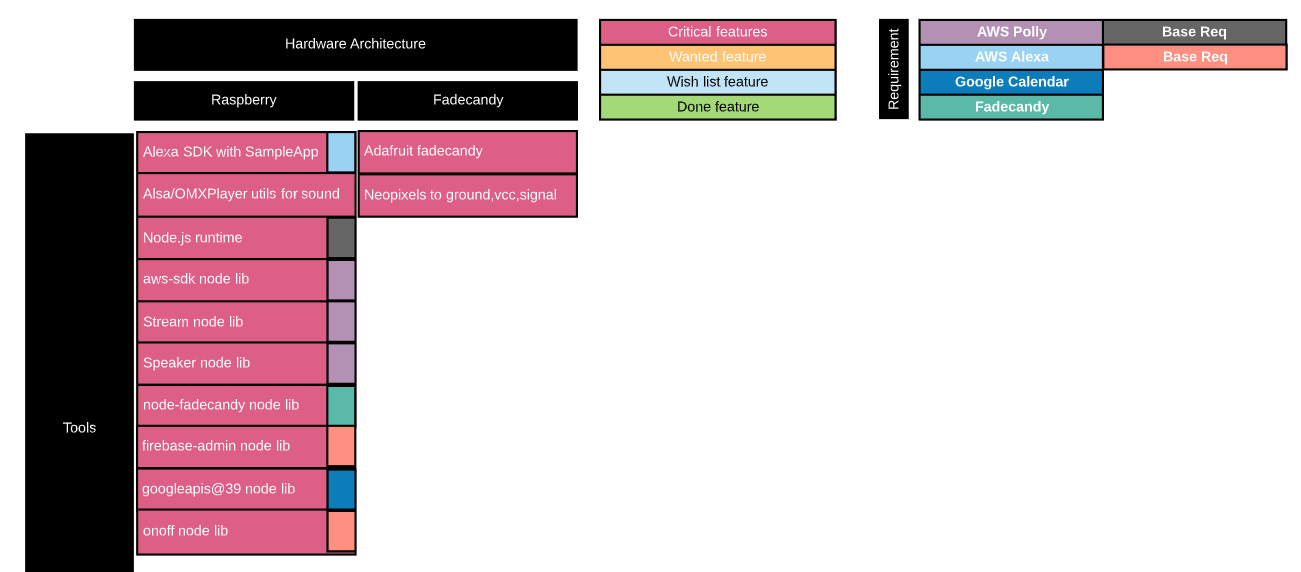 Hardware Architecture
Raspberry
Fadecandy
Critical features
Wanted feature
Wish list feature
Done feature
Requirement
AWS Polly
Base Req
AWS Alexa
Base Req
Google Calendar
Fadecandy
Tools
Alexa SDK with SampleApp
Adafruit fadecandy
Alsa/OMXPlayer utils for sound
Neopixels to ground,vcc,signal
Node.js runtime
aws-sdk node lib
Stream node lib
Speaker node lib
node-fadecandy node lib
firebase-admin node lib
googleapis@39 node lib
onoff node lib